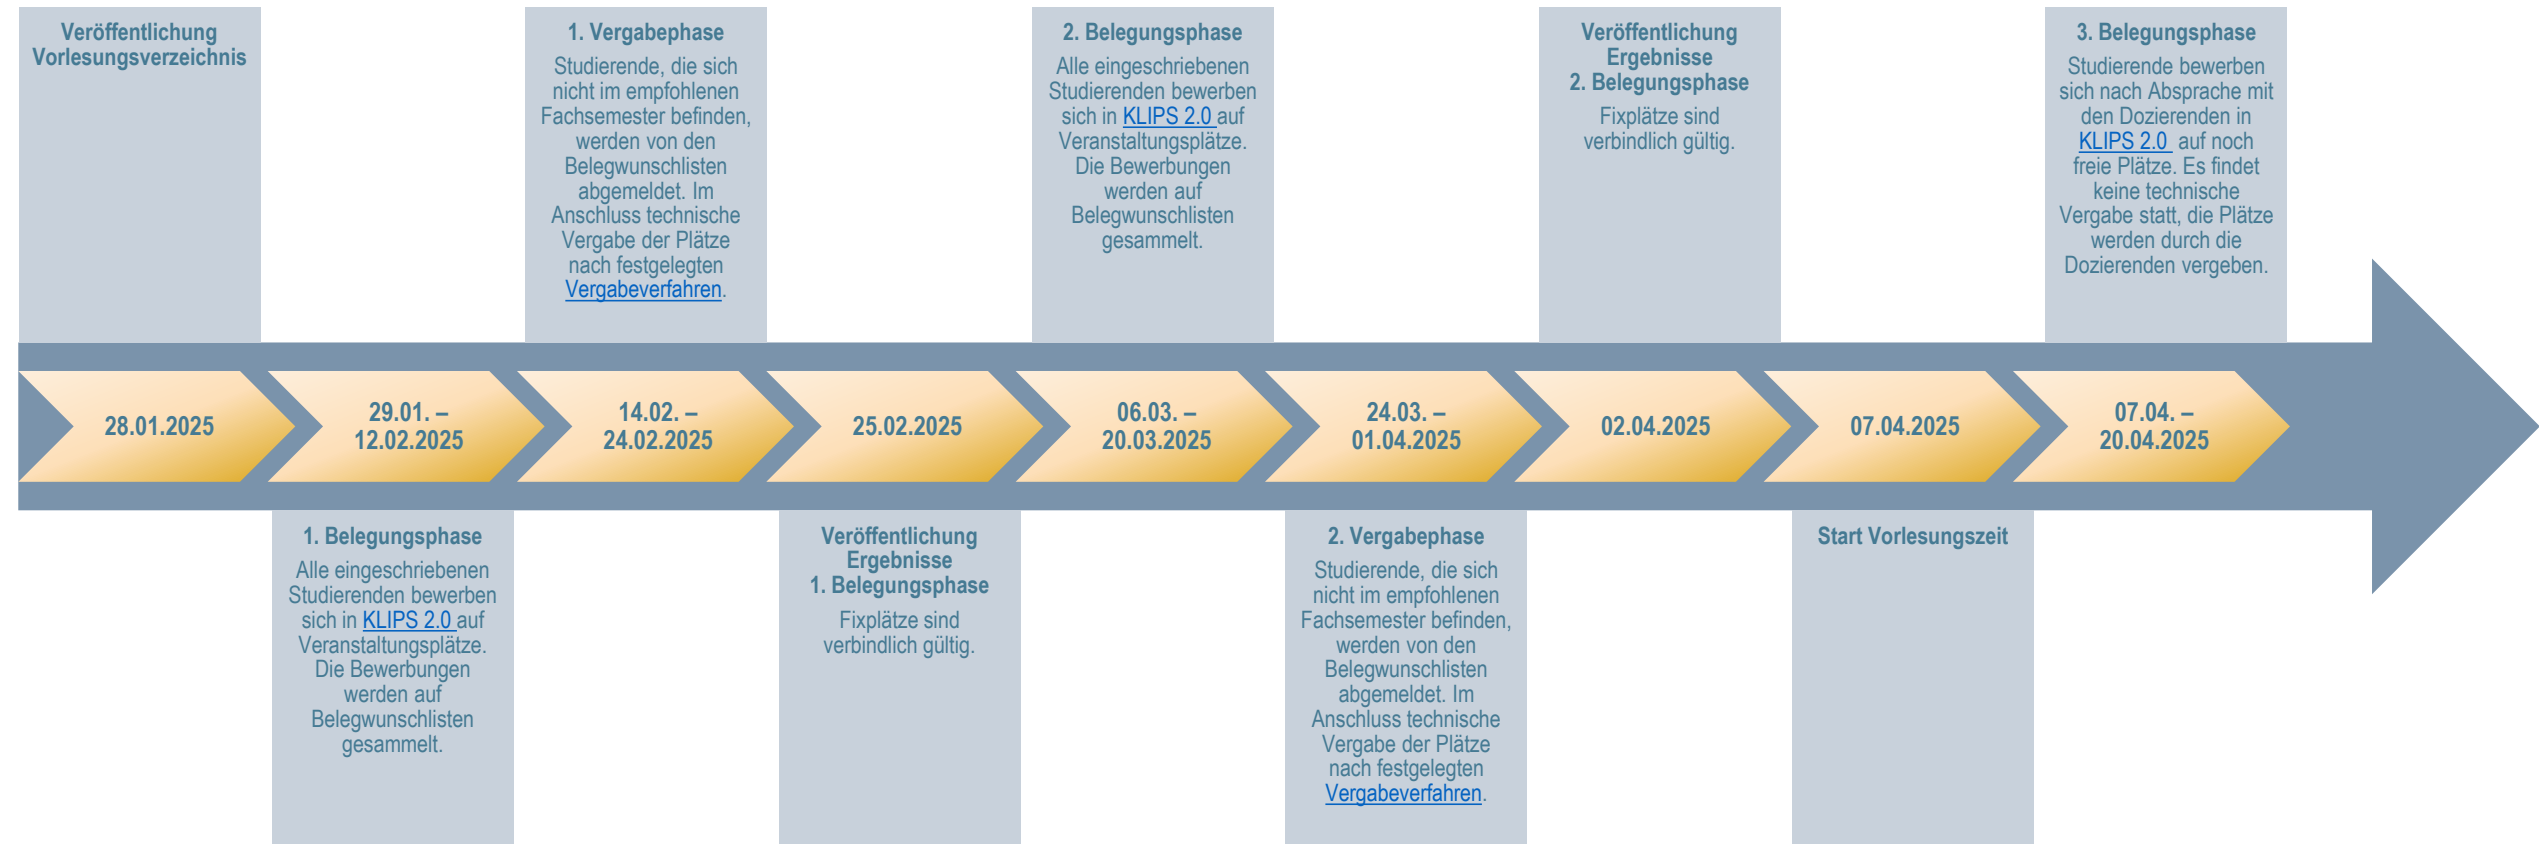 Veröffentlichung
Vorlesungsverzeichnis
1. Vergabephase
Studierende, die sich
nicht im empfohlenen
Fachsemester befinden,
werden von den
Belegwunschlisten
abgemeldet. Im
Anschluss technische
Vergabe der Plätze
nach festgelegten
Vergabeverfahren.
2. Belegungsphase
Alle eingeschriebenen
Studierenden bewerben
sich in KLIPS 2.0 auf
Veranstaltungsplätze.
Die Bewerbungen
werden auf
Belegwunschlisten
gesammelt.
Veröffentlichung
Ergebnisse
2. Belegungsphase
Fixplätze sind
verbindlich gültig.
3. Belegungsphase
Studierende bewerben
sich nach Absprache mit
den Dozierenden in
KLIPS 2.0 auf noch
freie Plätze. Es findet
keine technische
Vergabe statt, die Plätze
werden durch die
Dozierenden vergeben.
28.01.2025
29.01. –
12.02.2025
14.02. –
24.02.2025
25.02.2025
06.03. –
20.03.2025
24.03. –
01.04.2025
02.04.2025
07.04.2025
07.04. –
20.04.2025
1. Belegungsphase
Alle eingeschriebenen
Studierenden bewerben
sich in KLIPS 2.0 auf
Veranstaltungsplätze.
Die Bewerbungen
werden auf
Belegwunschlisten
gesammelt.
Veröffentlichung
Ergebnisse
1. Belegungsphase
Fixplätze sind
verbindlich gültig.
2. Vergabephase
Studierende, die sich
nicht im empfohlenen
Fachsemester befinden,
werden von den
Belegwunschlisten
abgemeldet. Im
Anschluss technische
Vergabe der Plätze
nach festgelegten
Vergabeverfahren.
Start Vorlesungszeit